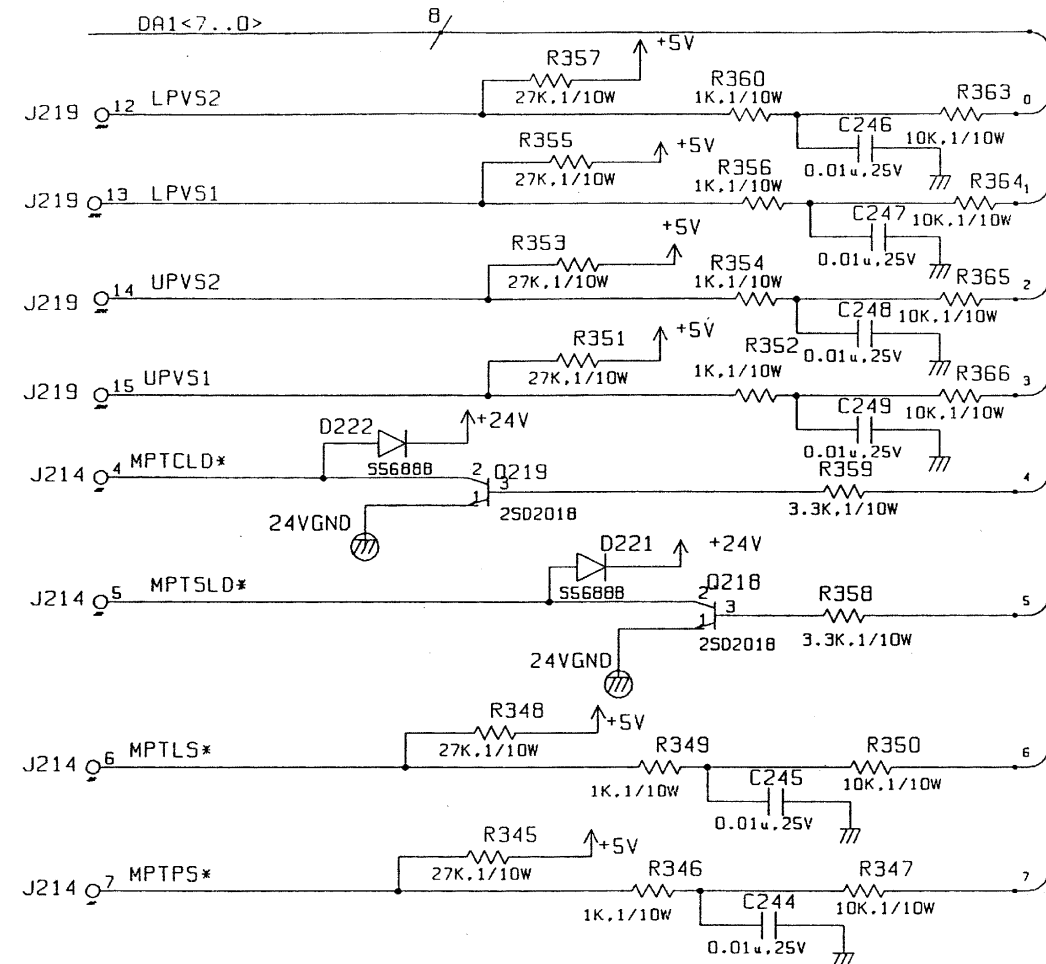 DA1<7..0>
8
+5V
R357
27K,1/10W
R360
1K,1/10W
R363
10K,1/10W
0
J219 12 LPVS2
C246
0.01u,25V
+5V
R355
27K,1/10W
R356
1K,1/10W
R364
10K,1/10W
1
J219 13 LPVS1
C247
0.01u,25V
+5V
R353
27K,1/10W
R354
1K,1/10W
R365
10K,1/10W
2
J219 14 UPVS2
C248
0.01u,25V
+5V
R351
27K,1/10W
R352
1K,1/10W
R366
10K,1/10W
3
J219 15 UPVS1
C249
0.01u,25V
+24V
D222
S5688B
J214 4 MPTCLD*
2 Q219
3
1
2SD2018
24VGND
R359
3.3K,1/10W
4
D221
+24V
S5688B
J214 5 MPTSLD*
Q218
2
3
1
2SD2018
24VGND
R358
3.3K,1/10W
5
R348
+5V
27K,1/10W
J214 6 MPTLS*
R349
1K,1/10W
R350
10K,1/10W
6
C245
0.01u,25V
R345
+5V
27K,1/10W
J214 7 MPTPS*
R346
1K,1/10W
R347
10K,1/10W
7
C244
0.01u,25V